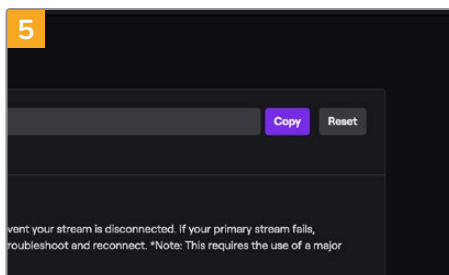 5
Copy Reset
vent your stream is disconnected. If your primary stream fails,
roubleshoot and reconnect. *Note: This requires the use of a major